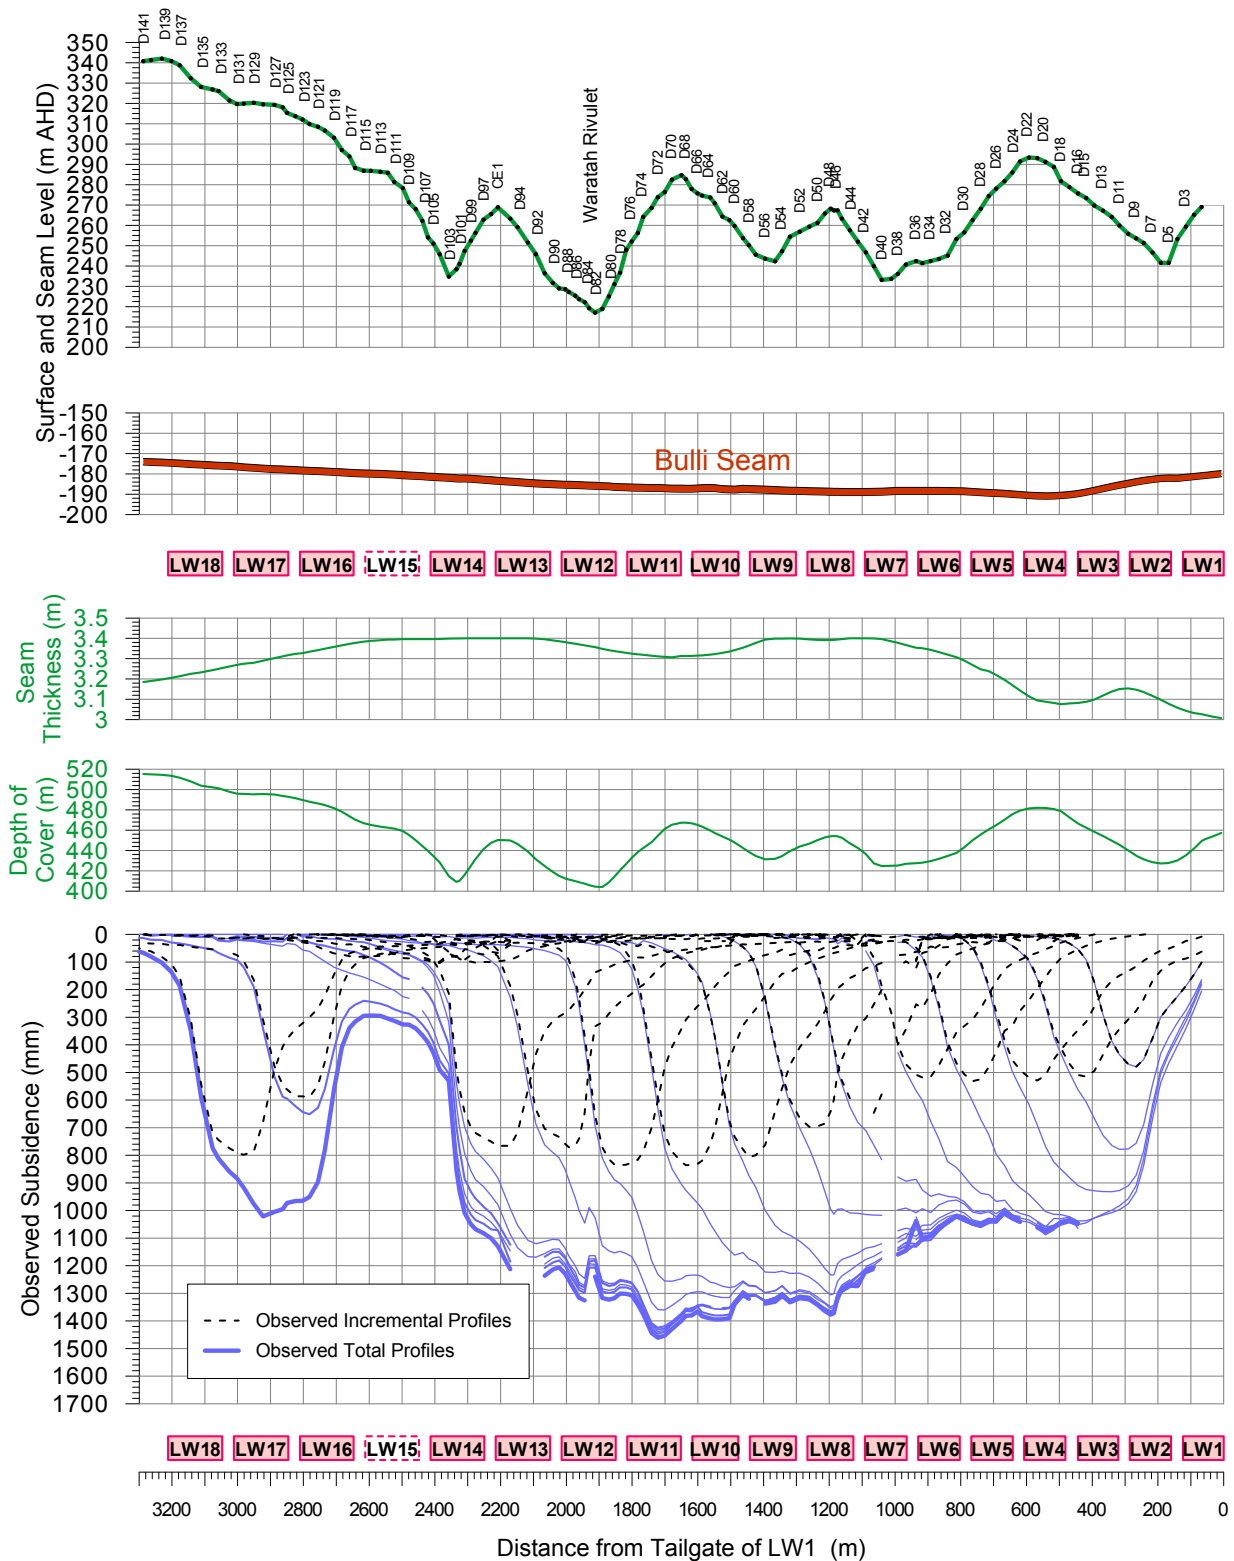 Surface and Seam Level (m AHD)
350
340
330
320
310
300
290
280
270
260
250
240
230
220
210
200
D141
D139
D137
D135
D133
D131
D129
D127
D125
D123
D121
D119
D117
D115
D113
D111
D109
D107
D105
D103
D101
D99
D97
CE1
D94
D92
D90
D88
D86
D84
D82
D80
D78
D76
D74
D72
D70
D68
D66
D64
D62
D60
D58
D56
D54
D52
D50
D48
D46
D44
D42
D40
D38
D36
D34
D32
D30
D28
D26
D24
D22
D20
D18
D16
D15
D13
D11
D9
D7
D5
D3
Waratah Rivulet
-150
-160
-170
-180
-190
-200
Bulli Seam
LW18 LW17 LW16 LW15 LW14 LW13 LW12 LW11 LW10 LW9 LW8 LW7 LW6 LW5 LW4 LW3 LW2 LW1
Seam
Thickness (m)
3.5
3.4
3.3
3.2
3.1
3
Depth of
Cover (m)
520
500
480
460
440
420
400
Observed Subsidence (mm)
0
100
200
300
400
500
600
700
800
900
1000
1100
1200
1300
1400
1500
1600
1700
Observed Incremental Profiles
Observed Total Profiles
LW18 LW17 LW16 LW15 LW14 LW13 LW12 LW11 LW10 LW9 LW8 LW7 LW6 LW5 LW4 LW3 LW2 LW1
3200 3000 2800 2600 2400 2200 2000 1800 1600 1400 1200 1000 800 600 400 200 0
Distance from Tailgate of LW1 (m)